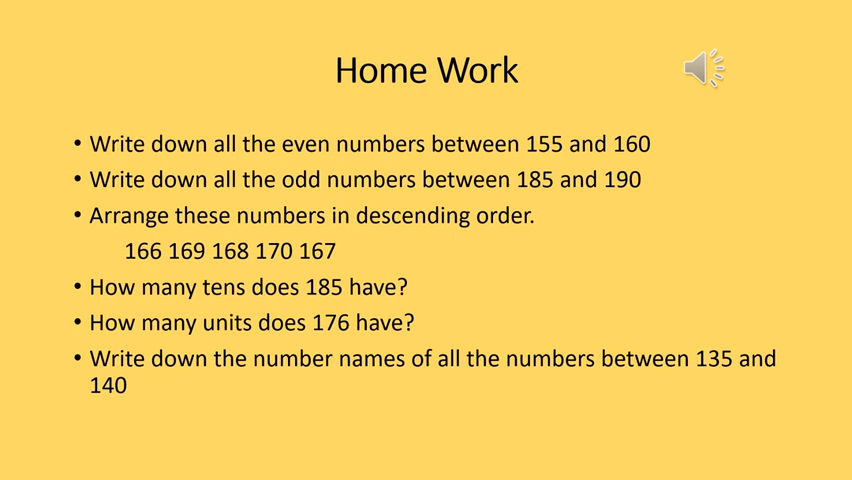 Home Work
• Write down all the even numbers between 155 and 160
• Write down all the odd numbers between 185 and 190
• Arrange these numbers in descending order.
166 169 168 170 167
• How many tens does 185 have?
• How many units does 176 have?
• Write down the number names of all the numbers between 135 and
140